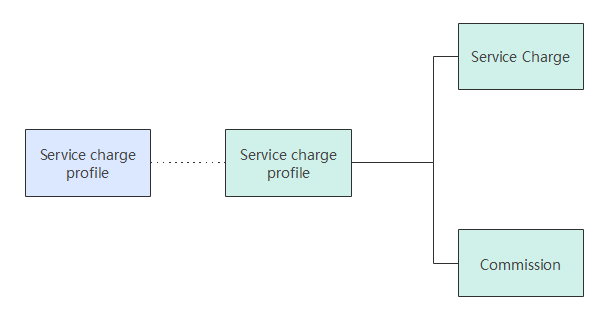 Service Charge
Service charge
profile
Service charge
profile
Commission